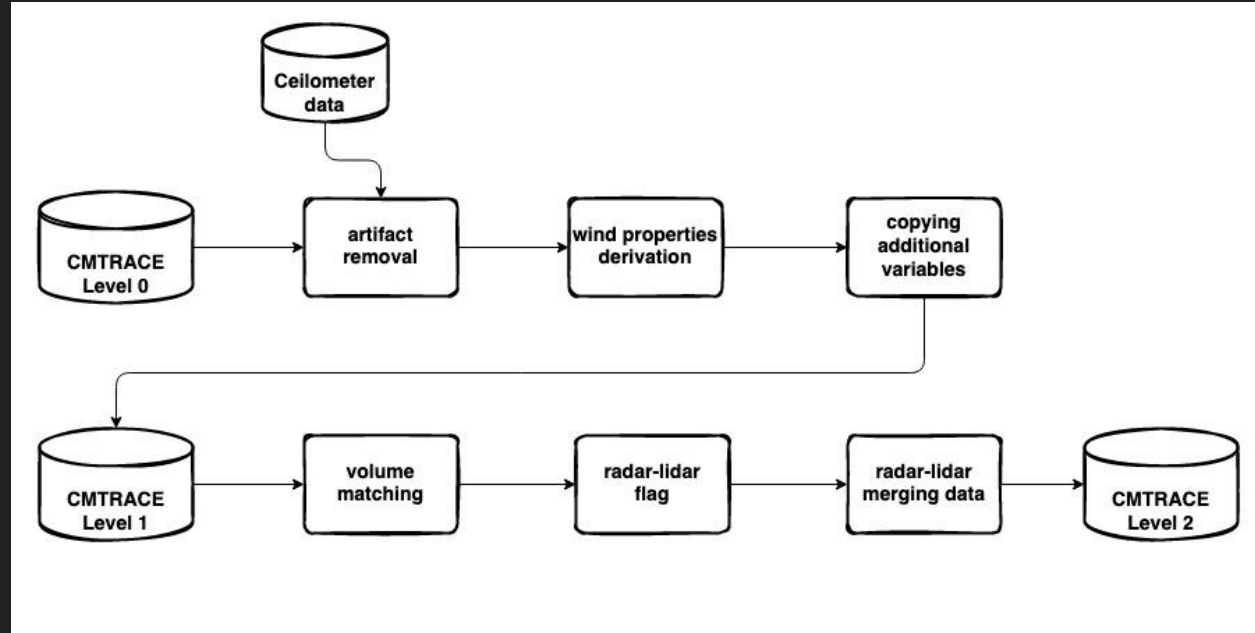 Ceilometer
data
CMTRACE
Level 0
artifact
removal
wind properties
derivation
copying
additional
variables
CMTRACE
Level 1
volume
matching
radar-lidar
flag
radar-lidar
merging data
CMTRACE
Level 2